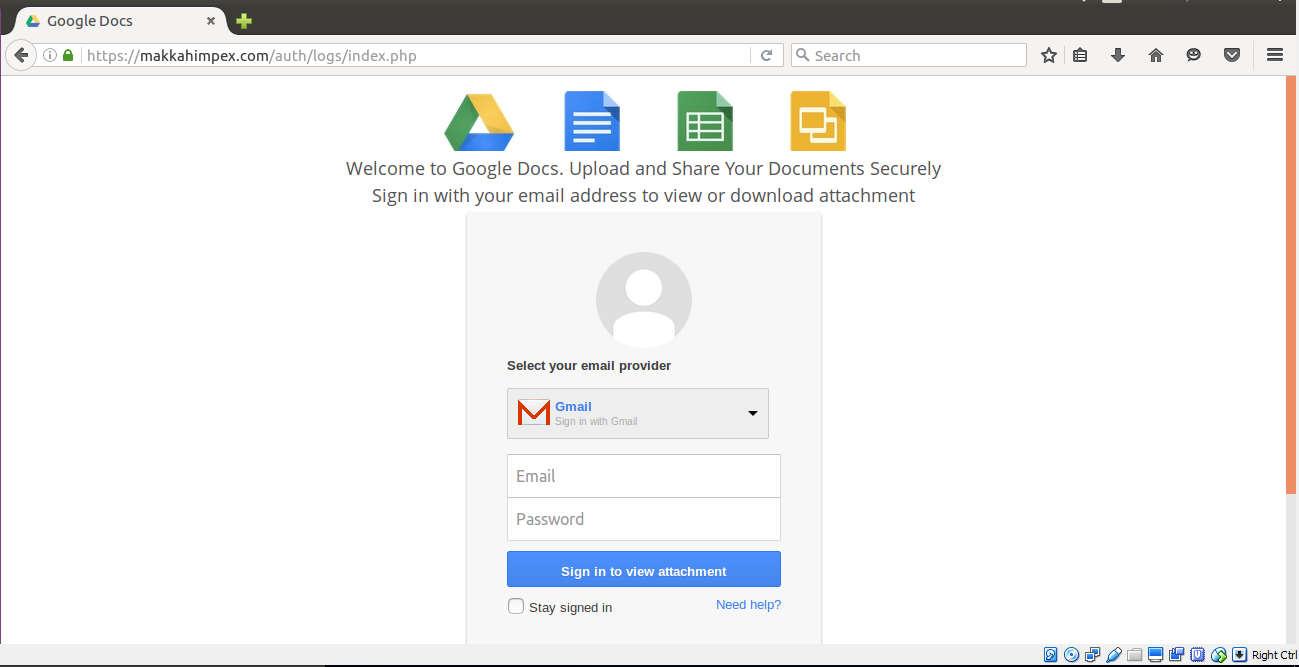 Google Docs
https://makkahimpex.com/auth/logs/index.php
Search
Welcome to Google Docs. Upload and Share Your Documents Securely
Sign in with your email address to view or download attachment
Select your email provider
Gmail
Sign in with Gmail
Email
Password
Sign in to view attachment
Stay signed in
Need help?
Right Ctrl